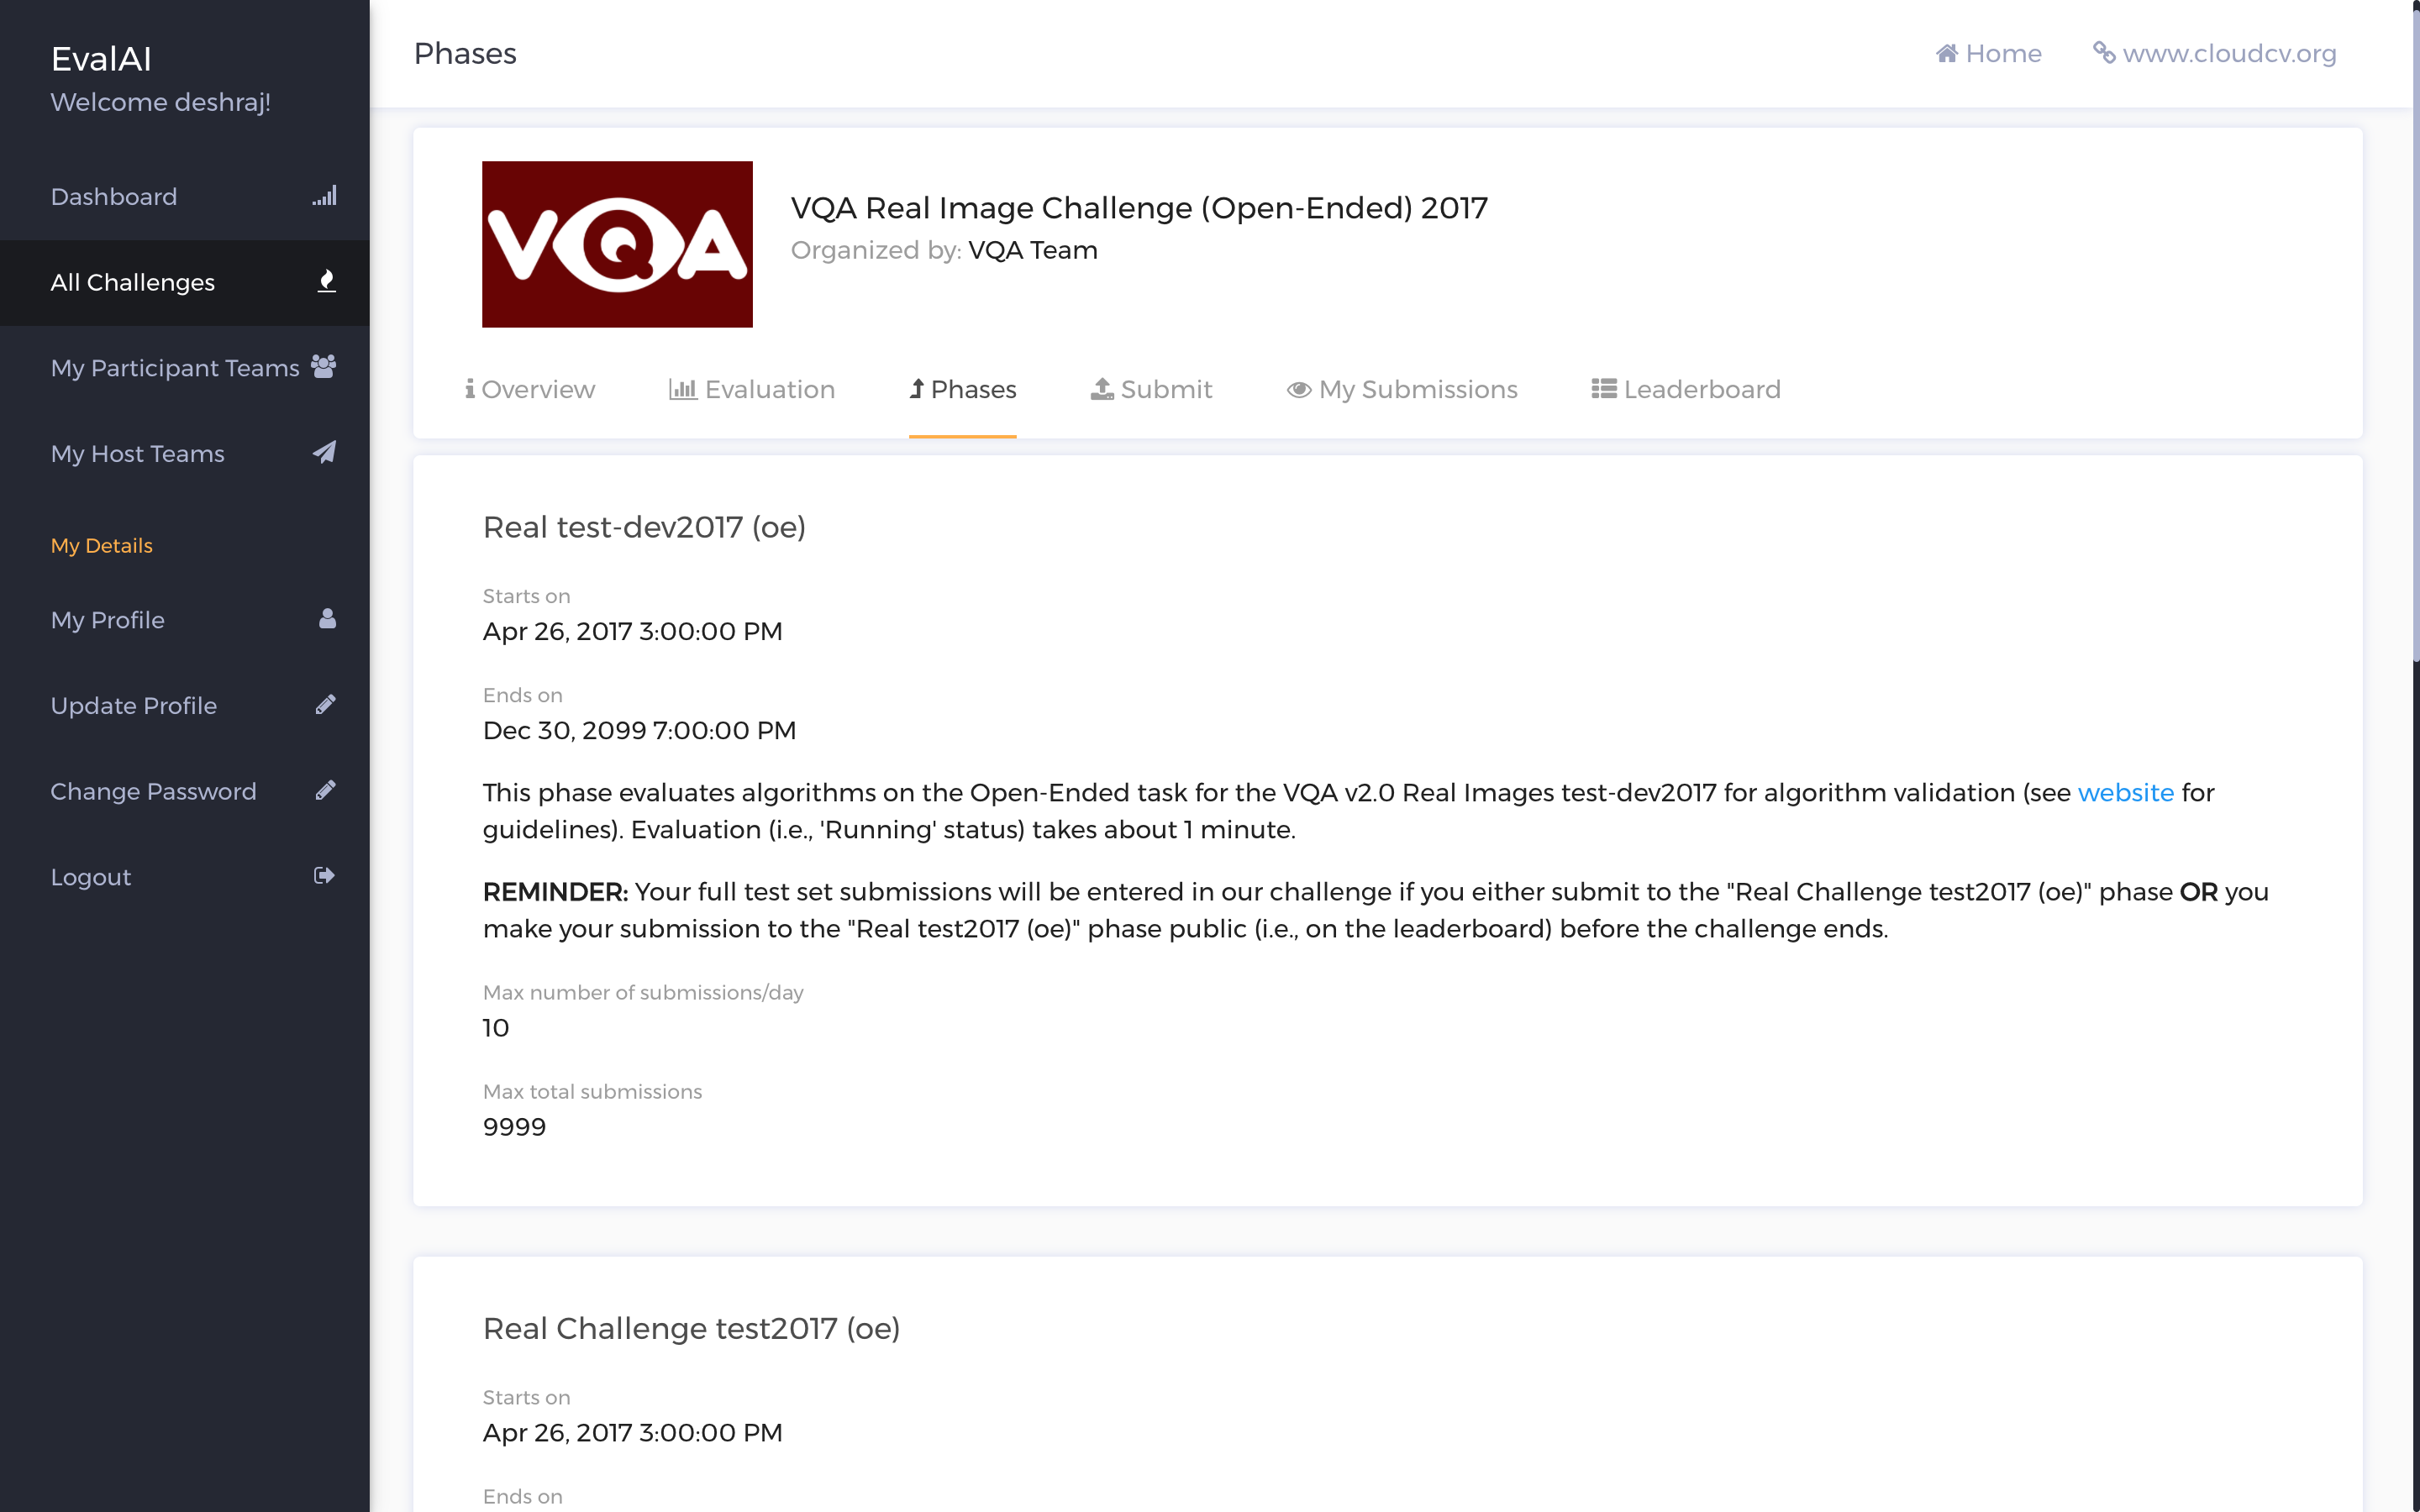 EvalAI
Welcome deshraj!
Dashboard
All Challenges
My Participant Teams
My Host Teams
My Details
My Profile
Update Profile
Change Password
Logout
Phases
Home
www.cloudcv.org
VQA
VQA Real Image Challenge (Open-Ended) 2017
Organized by: VQA Team
Overview
Evaluation
Phases
Submit
My Submissions
Leaderboard
Real test-dev2017 (oe)
Starts on
Apr 26, 2017 3:00:00 PM
Ends on
Dec 30, 2099 7:00:00 PM
This phase evaluates algorithms on the Open-Ended task for the VQA v2.0 Real Images test-dev2017 for algorithm validation (see website for
guidelines). Evaluation (i.e., 'Running' status) takes about 1 minute.
REMINDER: Your full test set submissions will be entered in our challenge if you either submit to the "Real Challenge test2017 (oe)" phase OR you
make your submission to the "Real test2017 (oe)" phase public (i.e., on the leaderboard) before the challenge ends.
Max number of submissions/day
10
Max total submissions
9999
Real Challenge test2017 (oe)
Starts on
Apr 26, 2017 3:00:00 PM
Ends on